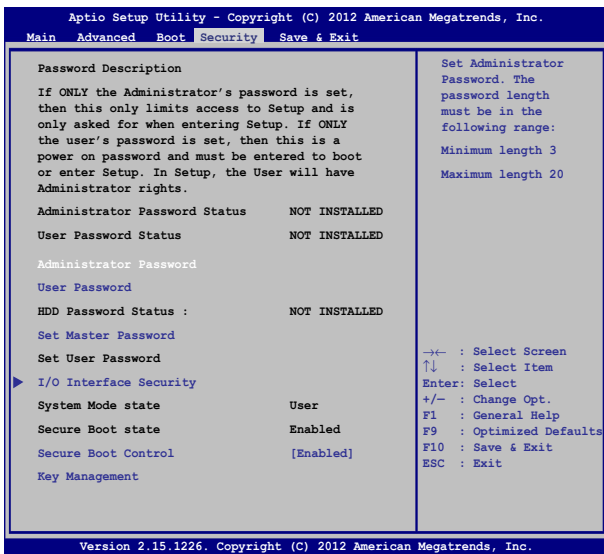 Aptio Setup Utility - Copyright (C) 2012 American Megatrends, Inc.
Main Advanced Boot Security Save & Exit
Password Description
If ONLY the Administrator's password is set,
then this only limits access to Setup and is
only asked for when entering Setup. If ONLY
the user's password is set, then this is a
power on password and must be entered to boot
or enter Setup. In Setup, the User will have
Administrator rights.
Administrator Password Status NOT INSTALLED
User Password Status NOT INSTALLED
Administrator Password
User Password
HDD Password Status : NOT INSTALLED
Set Master Password
Set User Password
I/O Interface Security
System Mode state User
Secure Boot state Enabled
Secure Boot Control [Enabled]
Key Management
Set Administrator
Password. The
password length
must be in the
following range:
Minimum length 3
Maximum length 20
→← : Select Screen
↑↓ : Select Item
Enter: Select
+/— : Change Opt.
F1 : General Help
F9 : Optimized Defaults
F10 : Save & Exit
ESC : Exit
Version 2.15.1226. Copyright (C) 2012 American Megatrends, Inc.